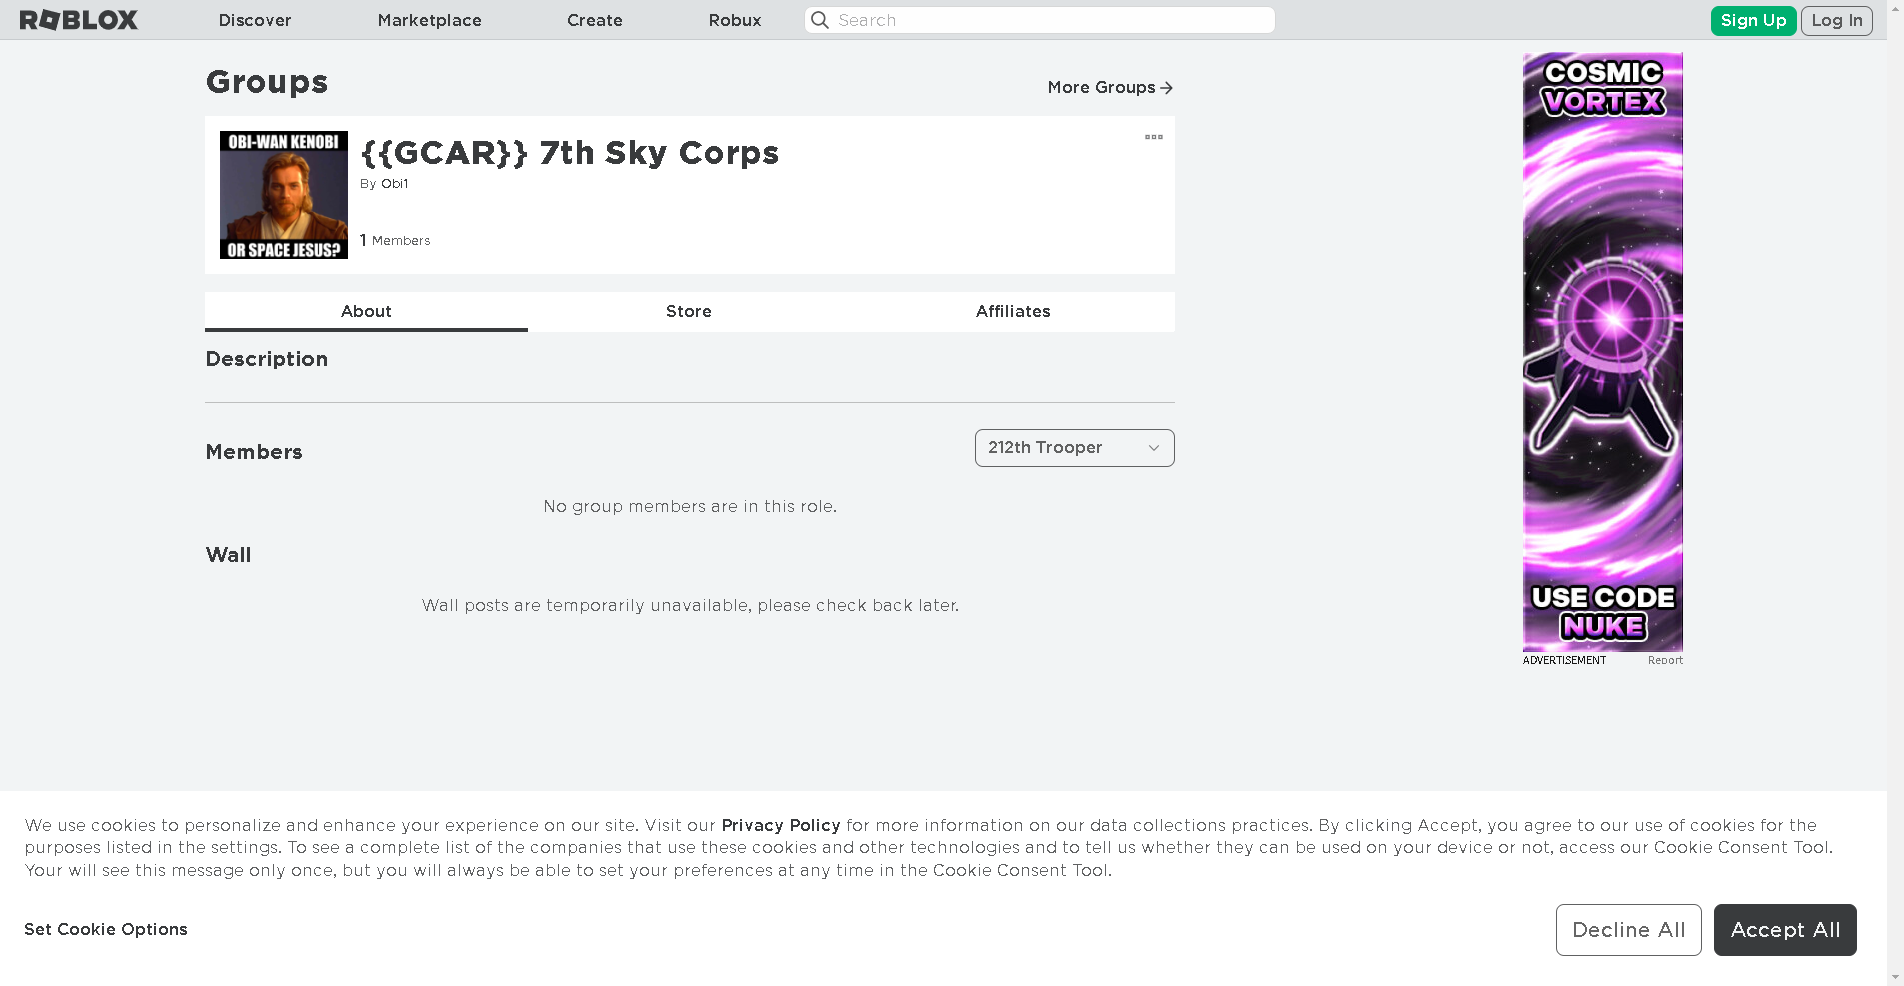 ROBLOX
Discover
Marketplace
Create
Robux
Search
Sign Up
Log In
Groups
More Groups
OBI-WAN KENOBI
OR SPACE JESUS?
{{GCAR}} 7th Sky Corps
By Obi1
1 Members
About
Store
Affiliates
Description
Members
212th Trooper
No group members are in this role.
Wall
Wall posts are temporarily unavailable, please check back later.
COSMIC
VORTEX
USE CODE
NUKE
ADVERTISEMENT
Report
We use cookies to personalize and enhance your experience on our site. Visit our Privacy Policy for more information on our data collections practices. By clicking Accept, you agree to our use of cookies for the
purposes listed in the settings. To see a complete list of the companies that use these cookies and other technologies and to tell us whether they can be used on your device or not, access our Cookie Consent Tool.
Your will see this message only once, but you will always be able to set your preferences at any time in the Cookie Consent Tool.
Set Cookie Options
Decline All
Accept All